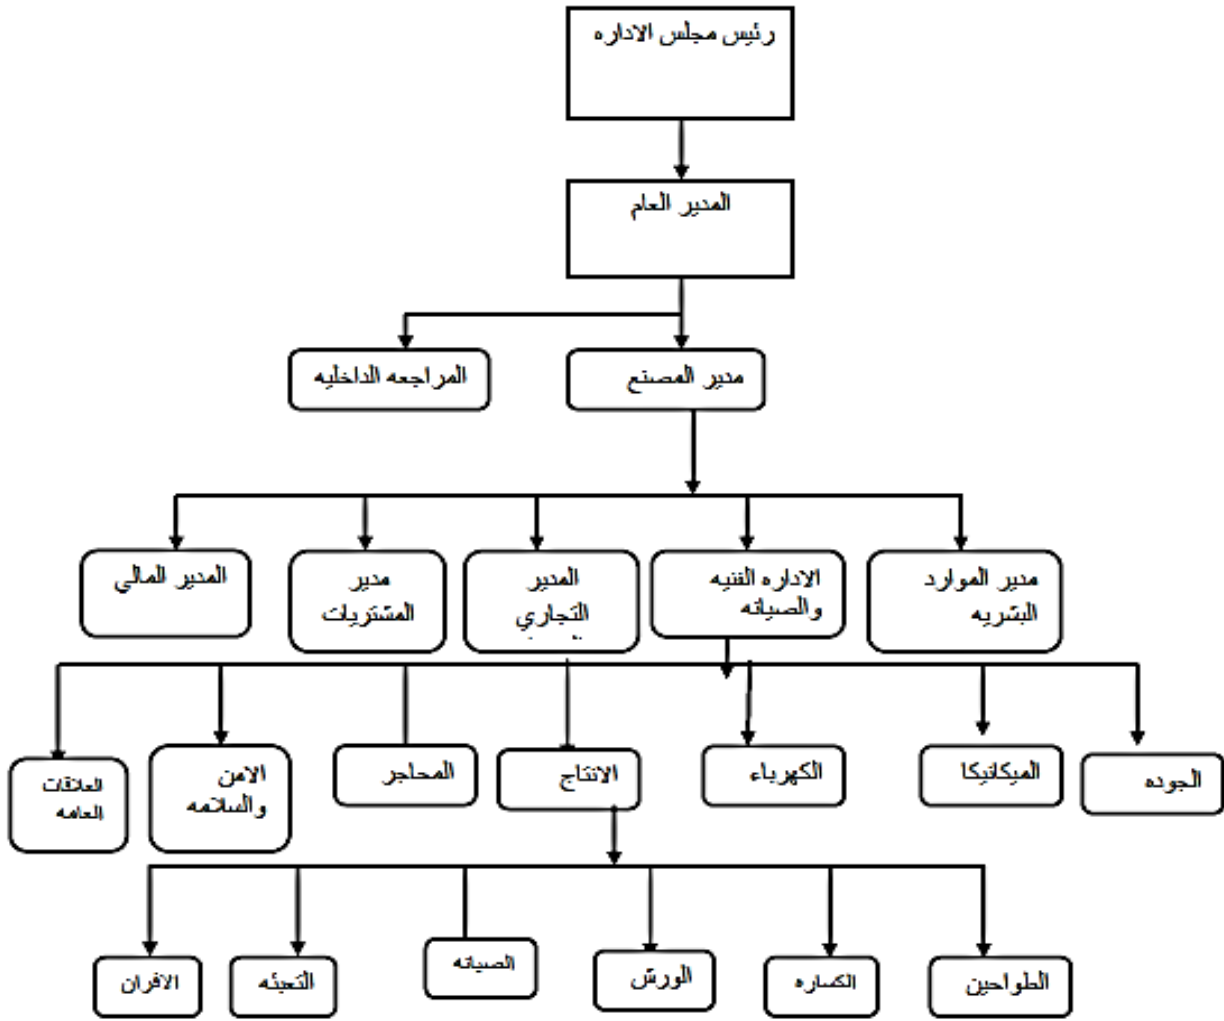 رئيس مجلس الاداره
المدير العام
مدير المصنع
المراجعه الداخليه
مدير الموارد
البشريه
الاداره الفنيه
والصيانه
المدير
التجاري
مدير
المشتريات
المدير المالي
الجوده
الميكانيكا
الكهرباء
الانتاج
المحاجر
الامن
والسلامه
العلاقات
العامه
الطواحين
الكساره
الورش
الصيانه
التعبئه
الافران